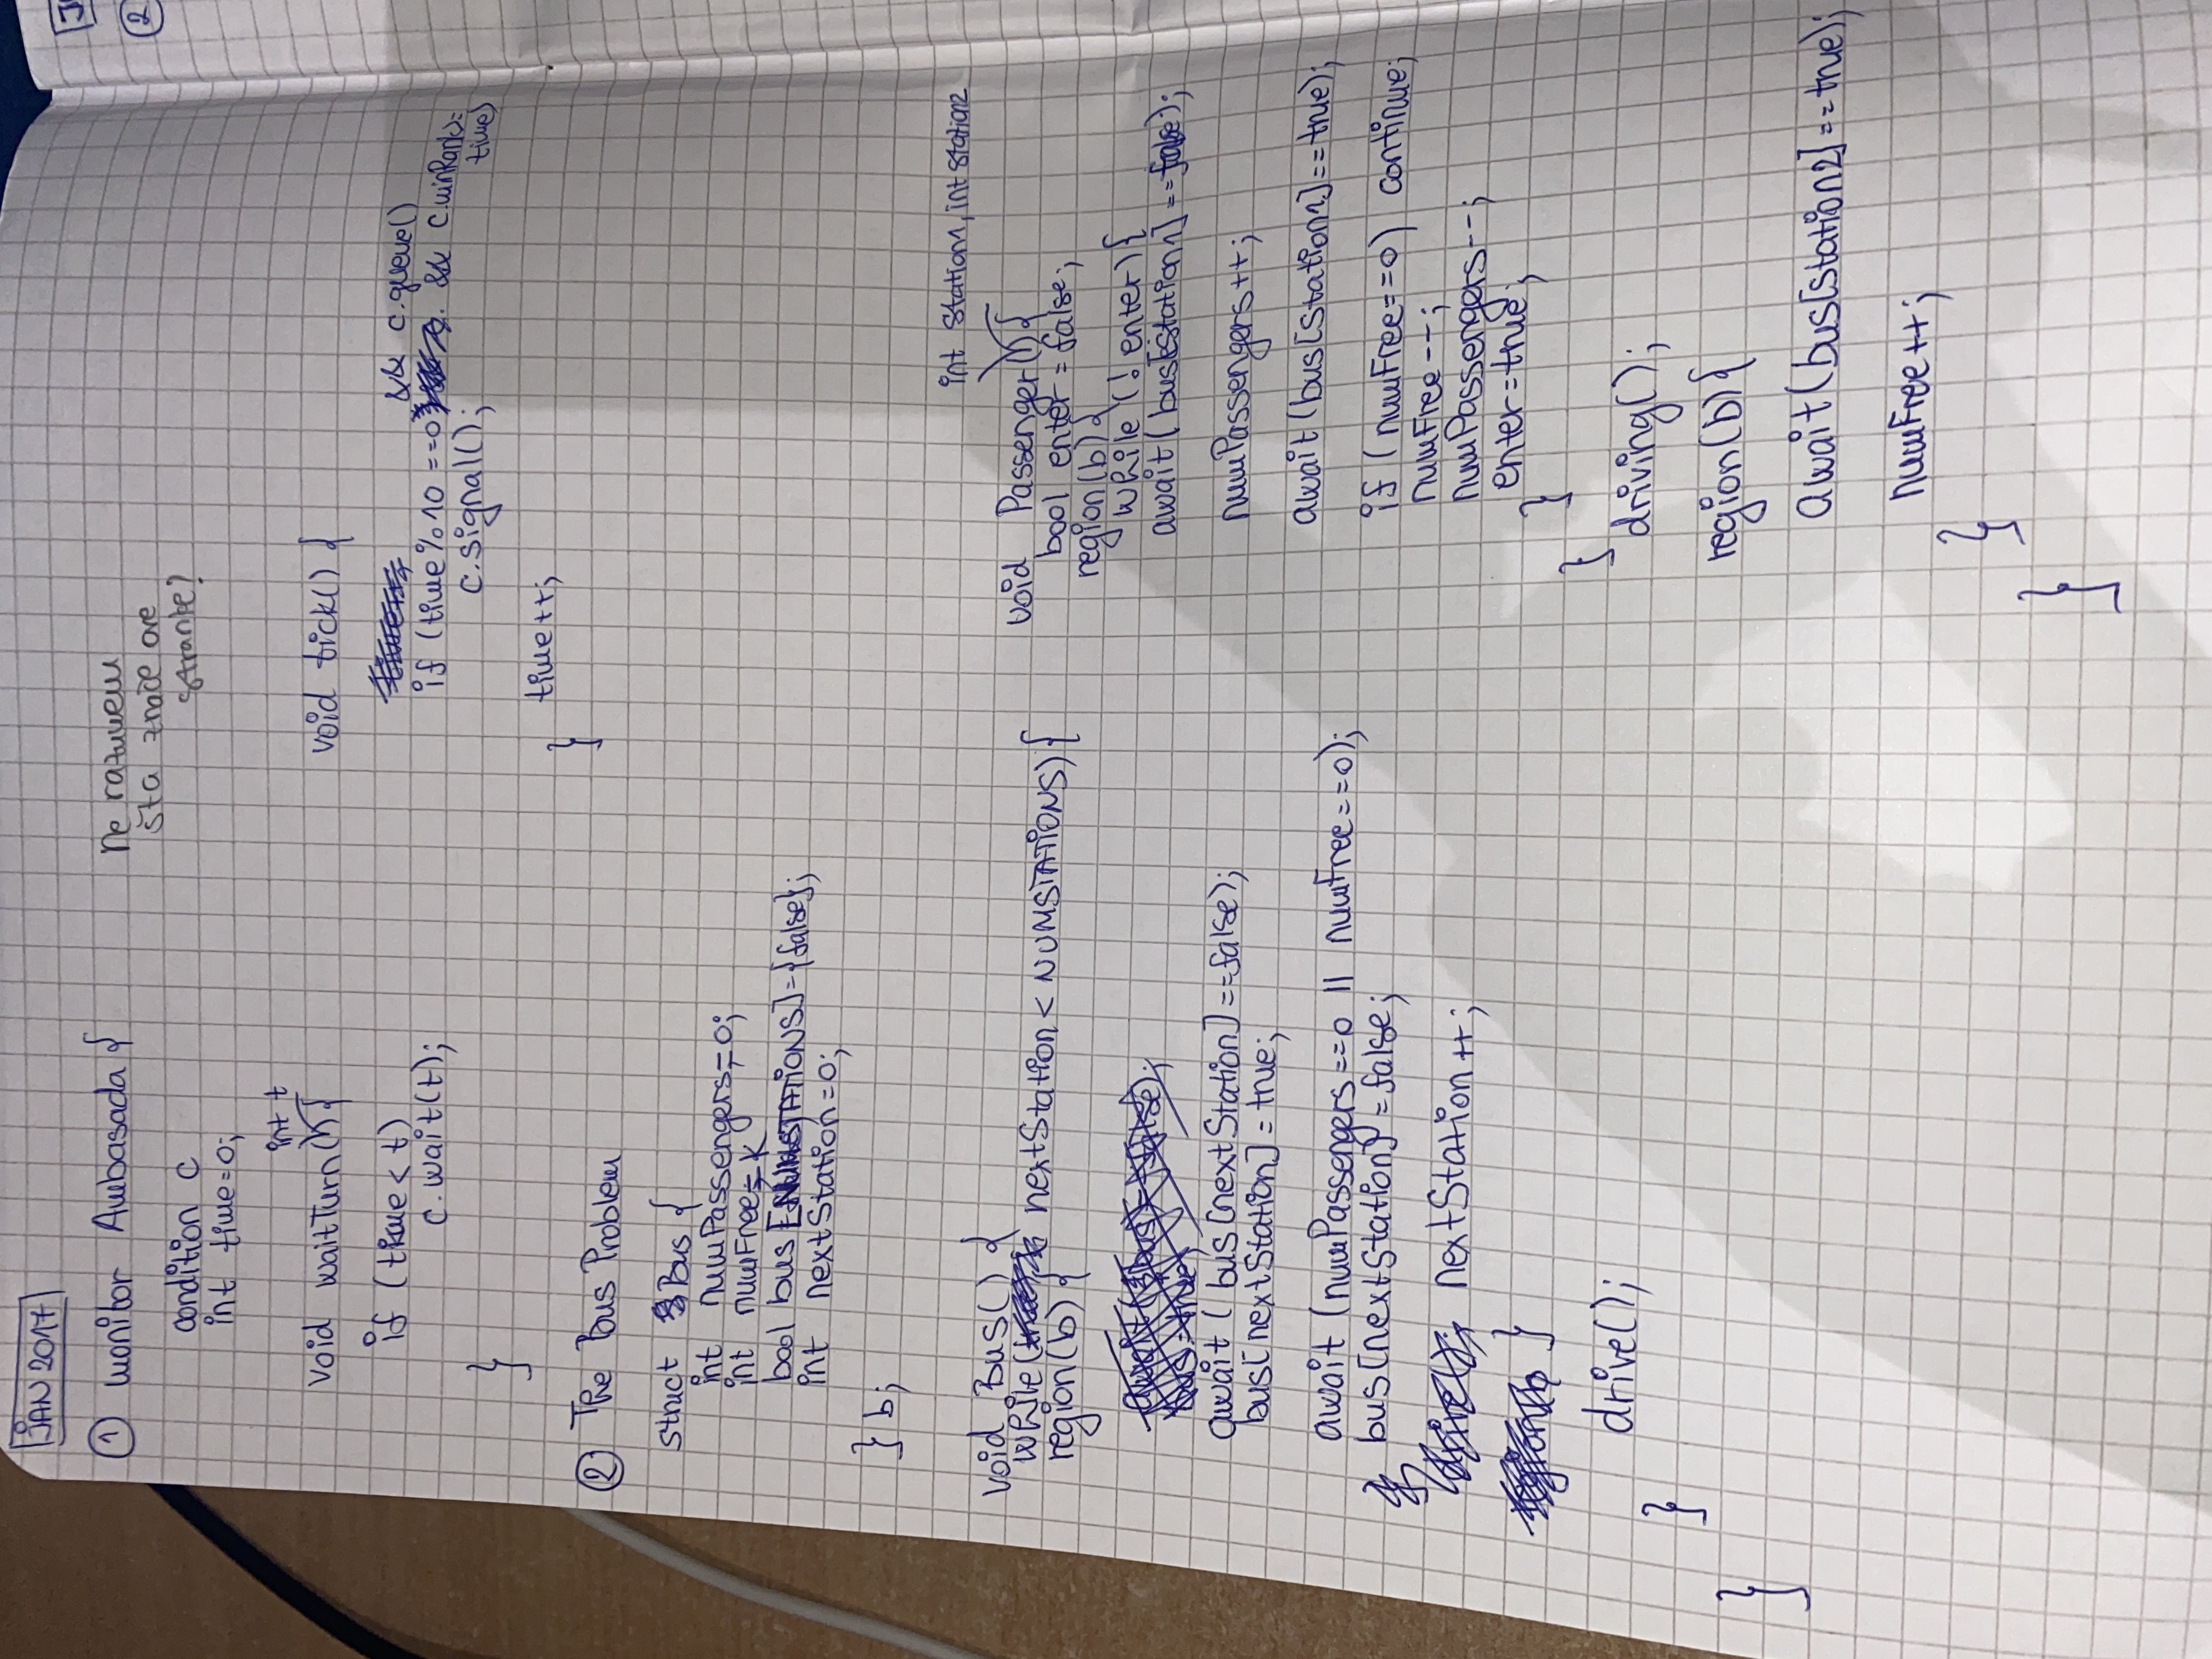 JAN 2017
① monitor Ambasada {
ne razumem
šta znače ove
stranke?
condition c
int time=0;
int t
void waitTurn() {
if (time < t)
c.wait(t);
}
void tick() {
&& c.queue()
if (time%10 ==0 && c.minRank>=
time)
c.signal();
time++;
}
② The Bus Problem
struct Bus {
int numPassengers=0;
int numFree=k
bool bus[NUMSTATIONS]={false};
int nextStation=0;
} b;
void Bus() {
while( nextStation < NUMSTATIONS) {
region(b) {
await ( bus[nextStation]==false);
bus[nextStation] = true;
await (numPassengers==0 || numFree==0);
bus[nextStation] =false;
nextStation++;
}
drive();
}
}
int station1, int station2
void Passenger() {
bool enter = false;
region(b){
while (!enter){
await( bus[station1]==false);
numPassengers++;
await(bus[station1]==true);
if (numFree==0) continue;
numFree--;
numPassengers--;
enter=true;
}
}
driving();
region(b){
await(bus[station2]==true);
numFree++;
}
}
J
②